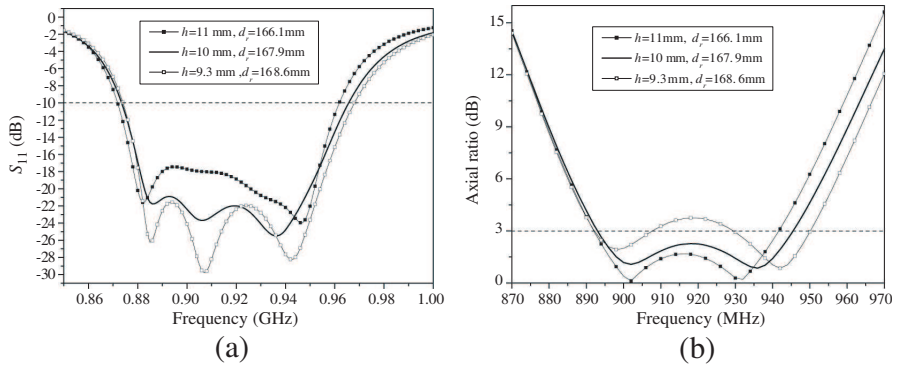 -2
-4
-6
-8
-10
-12
-14
-16
-18
-20
-22
-24
-26
-28
-30
S11 (dB)
h=11 mm, dr=166.1mm
h=10 mm, dr=167.9mm
h=9.3 mm, dr=168.6mm
0.86 0.88 0.90 0.92 0.94 0.96 0.98 1.00
Frequency (GHz)
(a)
15
12
9
6
3
0
Axial ratio (dB)
h=11mm, dr=166.1mm
h=10 mm, dr=167.9mm
h=9.3mm, dr=168.6mm
870 880 890 900 910 920 930 940 950 960 970
Frequency (MHz)
(b)